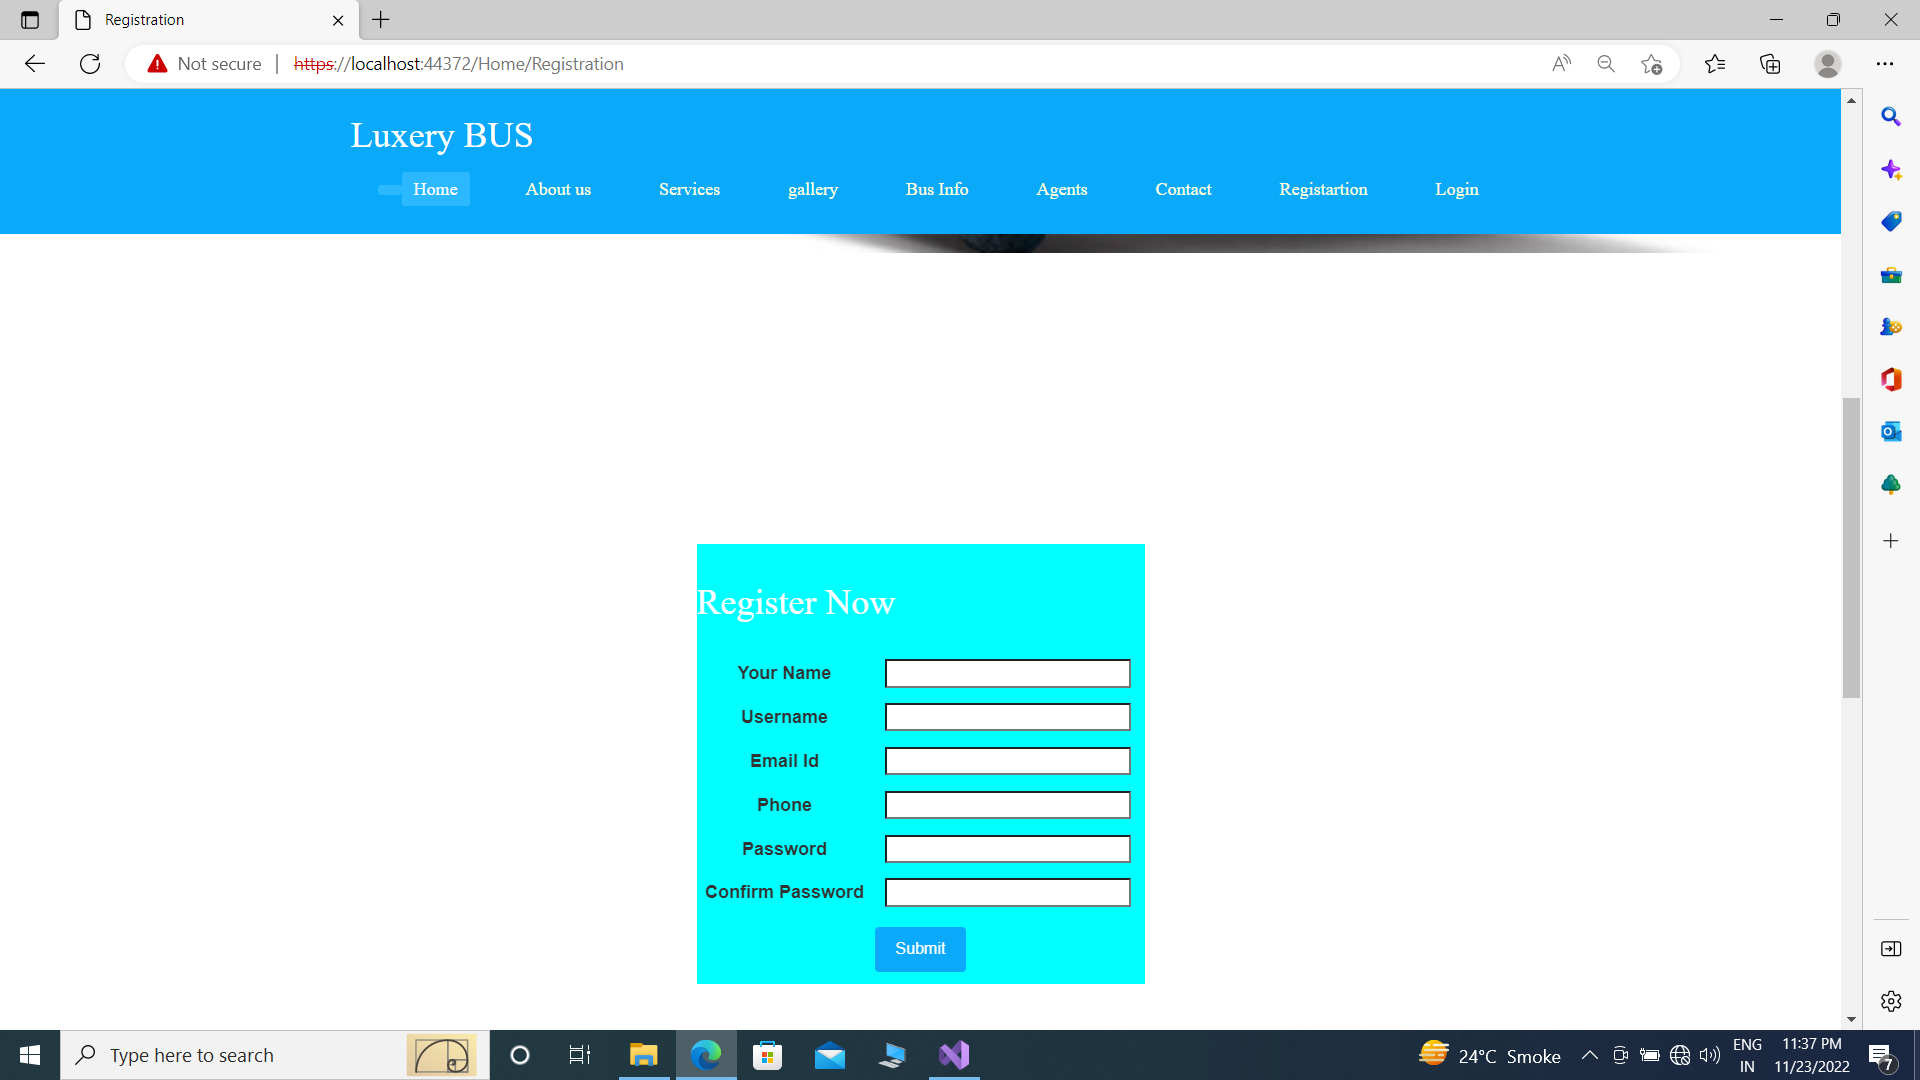 Registration
Not secure
https://localhost:44372/Home/Registration
Luxery BUS
Home About us Services gallery Bus Info Agents Contact Registartion Login
Register Now
Your Name
Username
Email Id
Phone
Password
Confirm Password
Submit
Type here to search
24°C Smoke
ENG
IN
11:37 PM
11/23/2022
7